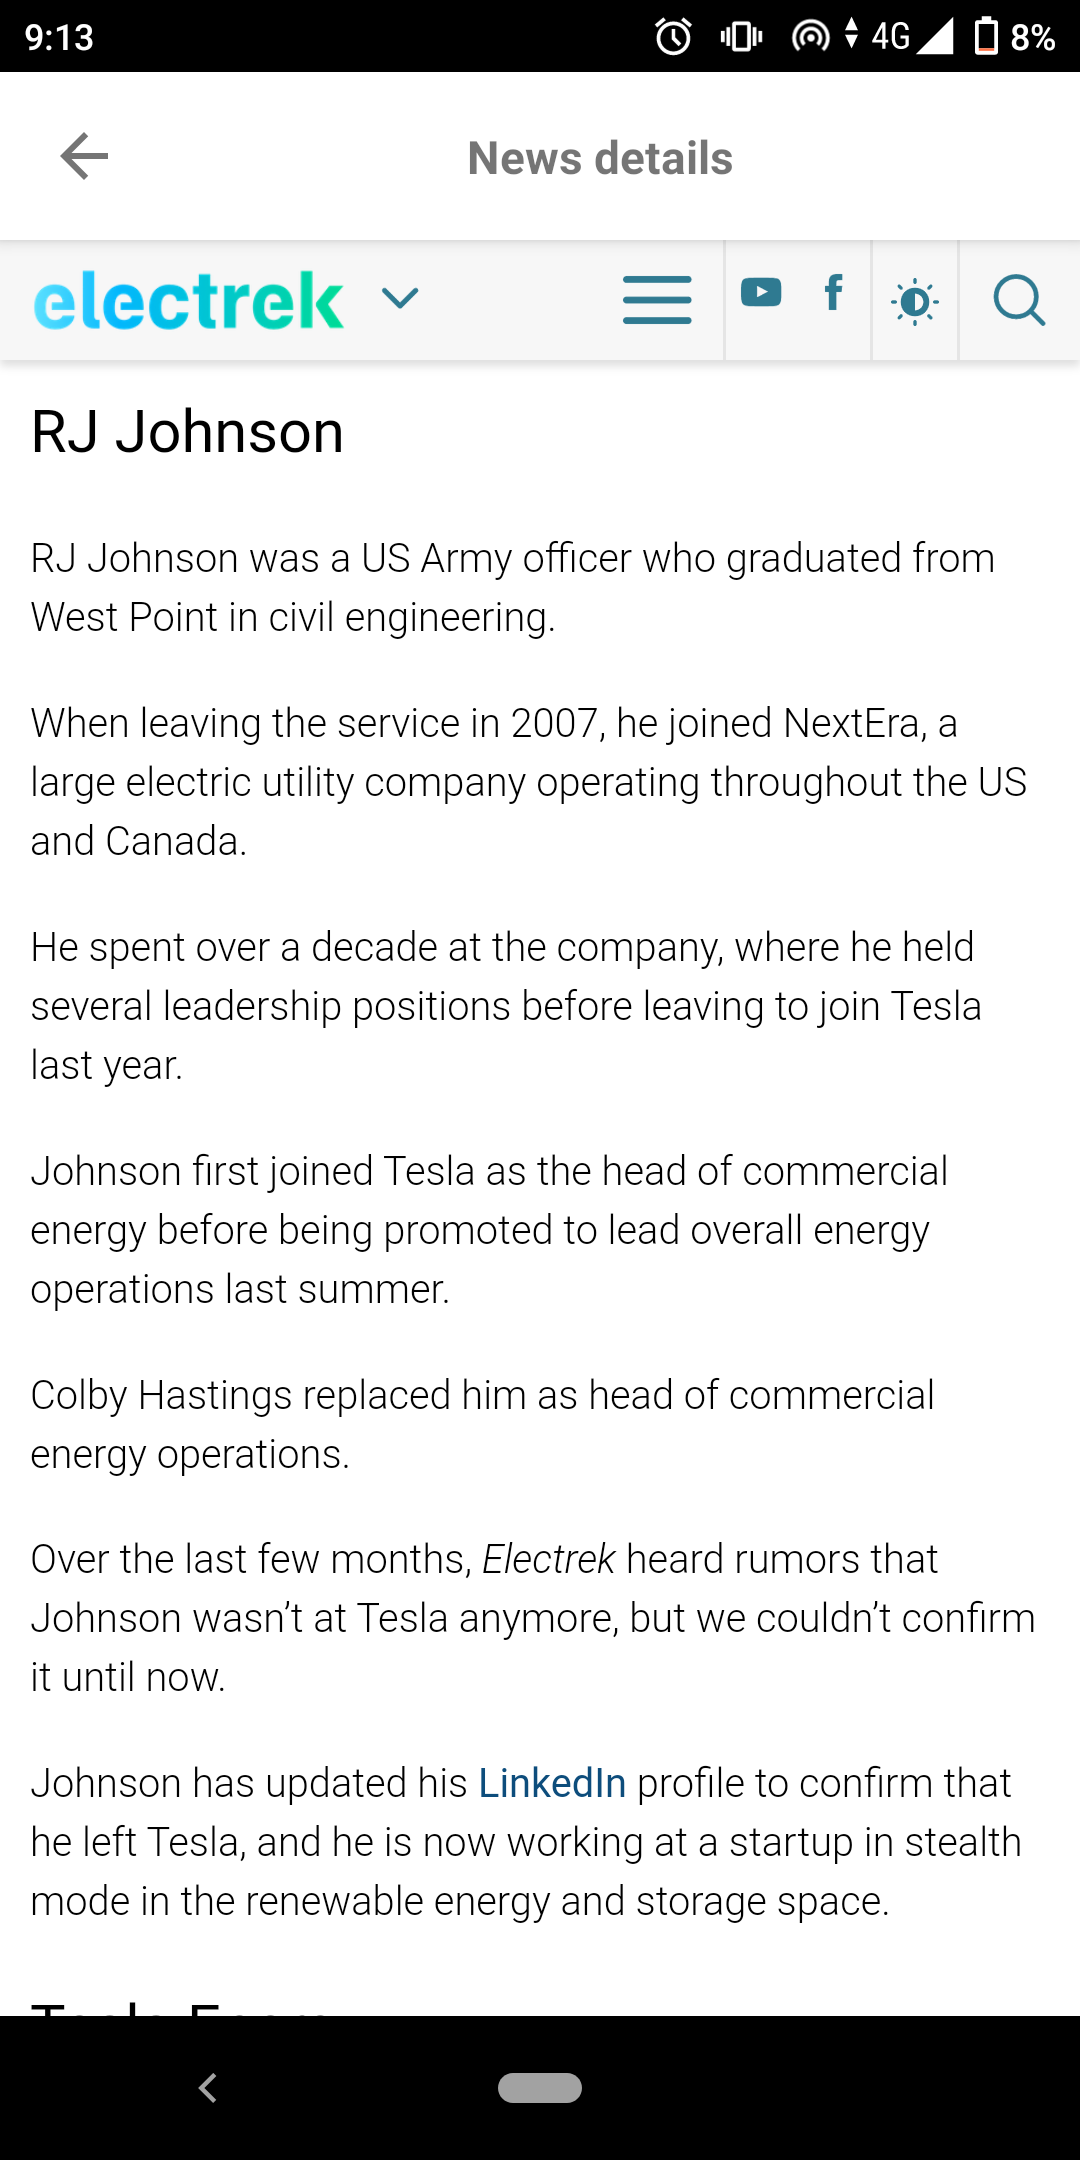 9:13
4G
8%
News details
electrek
RJ Johnson
RJ Johnson was a US Army officer who graduated from
West Point in civil engineering.
When leaving the service in 2007, he joined NextEra, a
large electric utility company operating throughout the US
and Canada.
He spent over a decade at the company, where he held
several leadership positions before leaving to join Tesla
last year.
Johnson first joined Tesla as the head of commercial
energy before being promoted to lead overall energy
operations last summer.
Colby Hastings replaced him as head of commercial
energy operations.
Over the last few months, Electrek heard rumors that
Johnson wasn’t at Tesla anymore, but we couldn’t confirm
it until now.
Johnson has updated his LinkedIn profile to confirm that
he left Tesla, and he is now working at a startup in stealth
mode in the renewable energy and storage space.